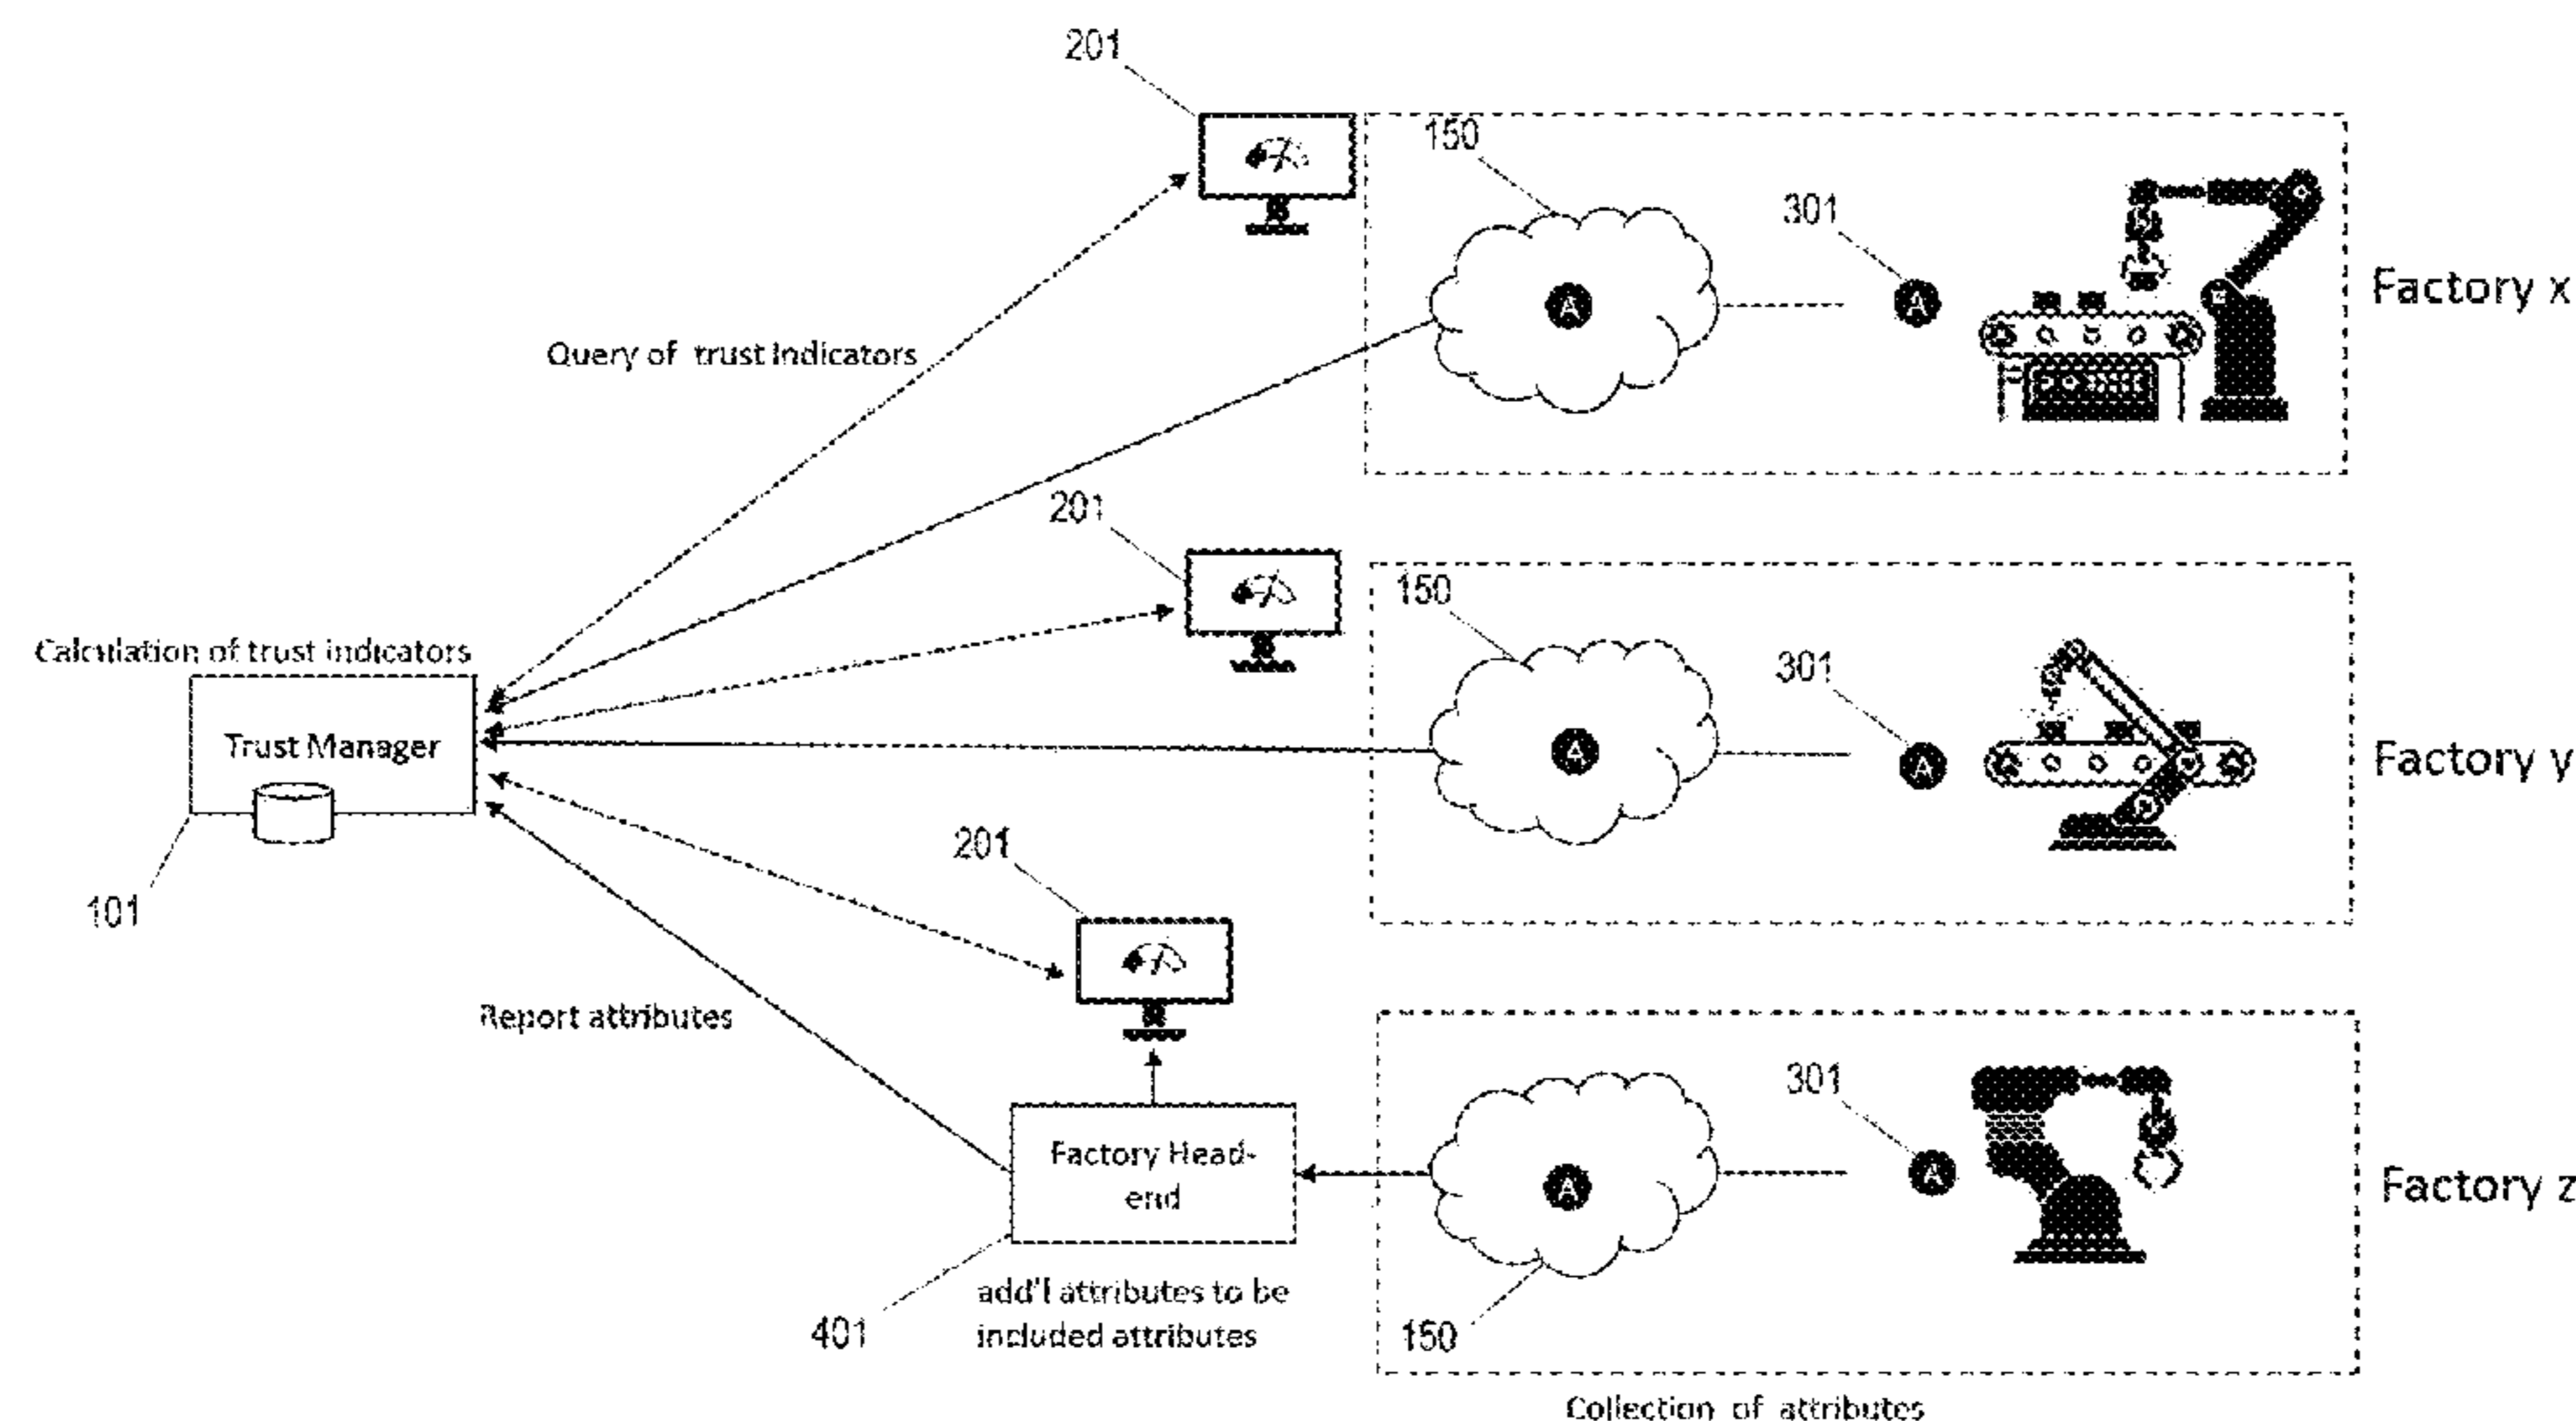 201
150
301
A
A
Factory x
Query of trust Indicators
201
150
301
A
A
Factory y
Calculation of trust indicators
Trust Manager
101
201
Report attributes
Factory Head-
end
401
add'l attributes to be
included attributes
301
A
A
Factory z
150
Collection of attributes